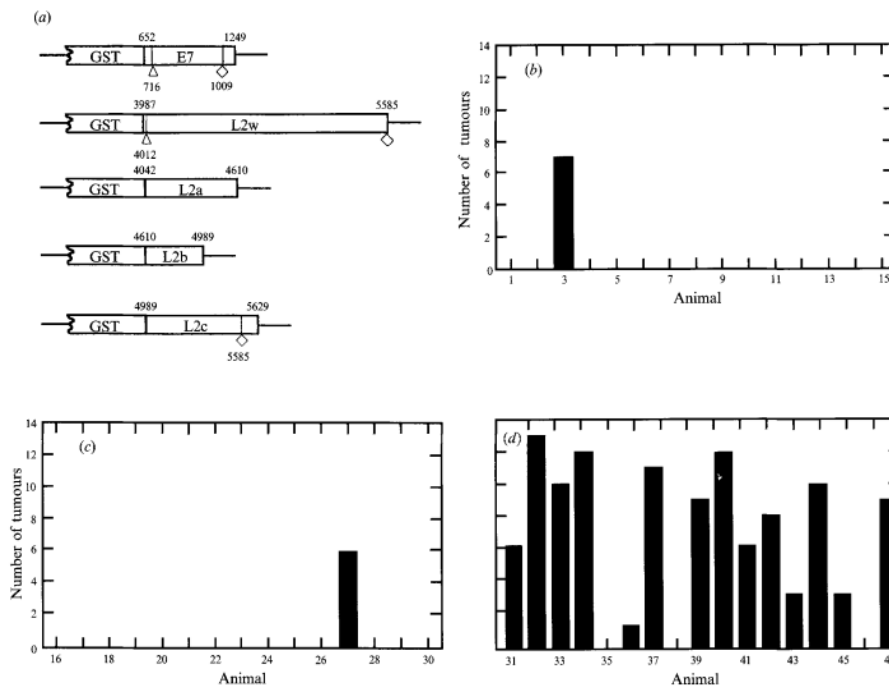 (a)
652 1249
GST E7
716 1009
3987 5585
GST L2w
4012
4042 4610
GST L2a
4610 4989
GST L2b
4989 5629
GST L2c
5585
(b)
14
12
10
8
6
4
2
0
Number of tumours
1 3 5 7 9 11 13 15
Animal
(c)
14
12
10
8
6
4
2
0
Number of tumours
16 18 20 22 24 26 28 30
Animal
(d)
31 33 35 37 39 41 43 45
Animal